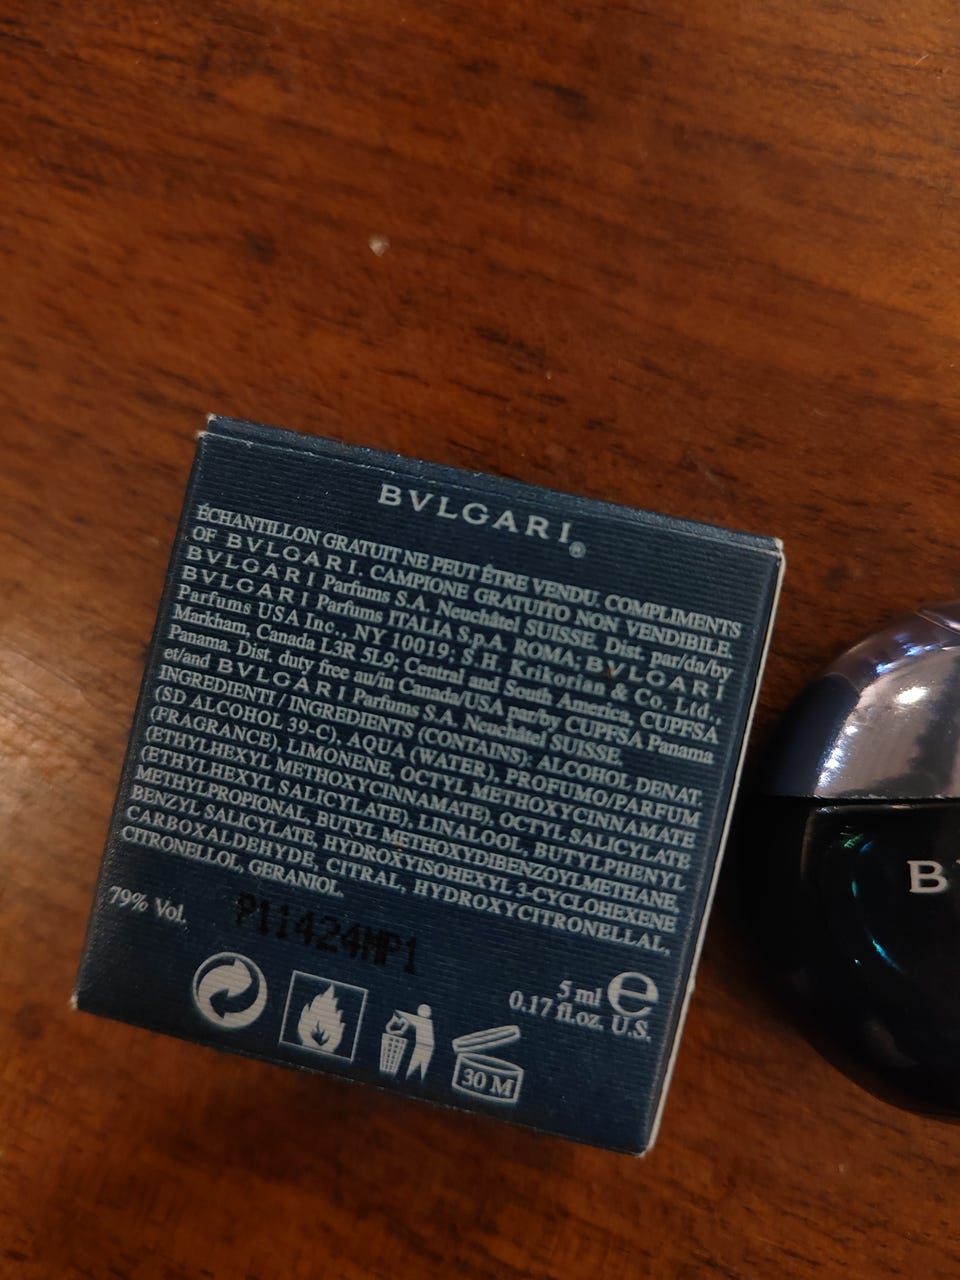 BVLGARI®
ÉCHANTILLON GRATUIT NE PEUT ÊTRE VENDU. COMPLIMENTS
OF BVLGARI. CAMPIONE GRATUITO NON VENDIBILE.
BVLGARI Parfums S.A. Neuchâtel SUISSE. Dist. par/da/by
BVLGARI Parfums ITALIA S.p.A. ROMA; BVLGARI
Parfums USA Inc., NY 10019; S.H. Krikorian & Co. Ltd.,
Markham, Canada L3R 5L9; Central and South America, CUPFSA
Panama, Dist. duty free au/in Canada/USA par/by CUPFSA Panama
et/and BVLGARI Parfums S.A. Neuchâtel SUISSE.
INGREDIENTI / INGREDIENTS (CONTAINS): ALCOHOL DENAT.
(SD ALCOHOL 39-C), AQUA (WATER), PROFUMO/PARFUM
(FRAGRANCE), LIMONENE, OCTYL METHOXYCINNAMATE
(ETHYLHEXYL METHOXYCINNAMATE), OCTYL SALICYLATE
(ETHYLHEXYL SALICYLATE), LINALOOL, BUTYLPHENYL
METHYLPROPIONAL, BUTYL METHOXYDIBENZOYLMETHANE,
BENZYL SALICYLATE, HYDROXYISOHEXYL 3-CYCLOHEXENE
CARBOXALDEHYDE, CITRAL, HYDROXYCITRONELLAL,
CITRONELLOL, GERANIOL.
79% Vol.
P11424MP1
5 ml e
0.17 fl.oz. U.S.
30 M
B